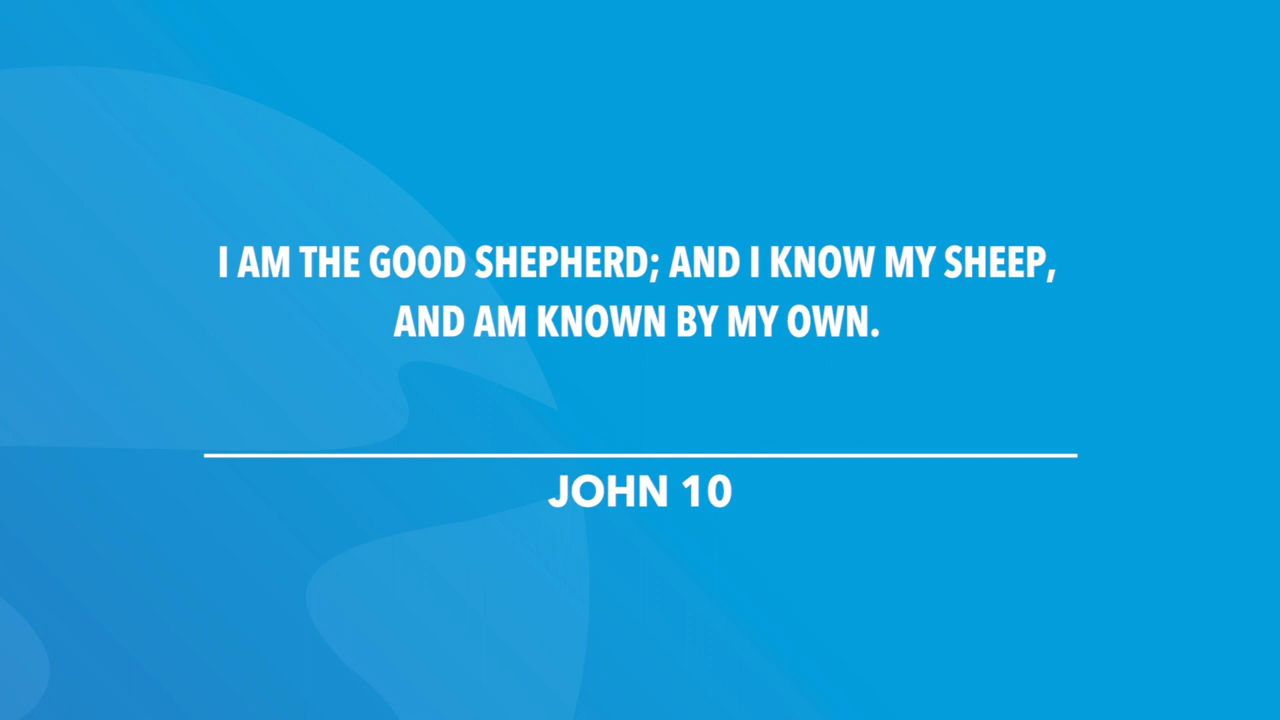 I AM THE GOOD SHEPHERD; AND I KNOW MY SHEEP,
AND AM KNOWN BY MY OWN.
JOHN 10